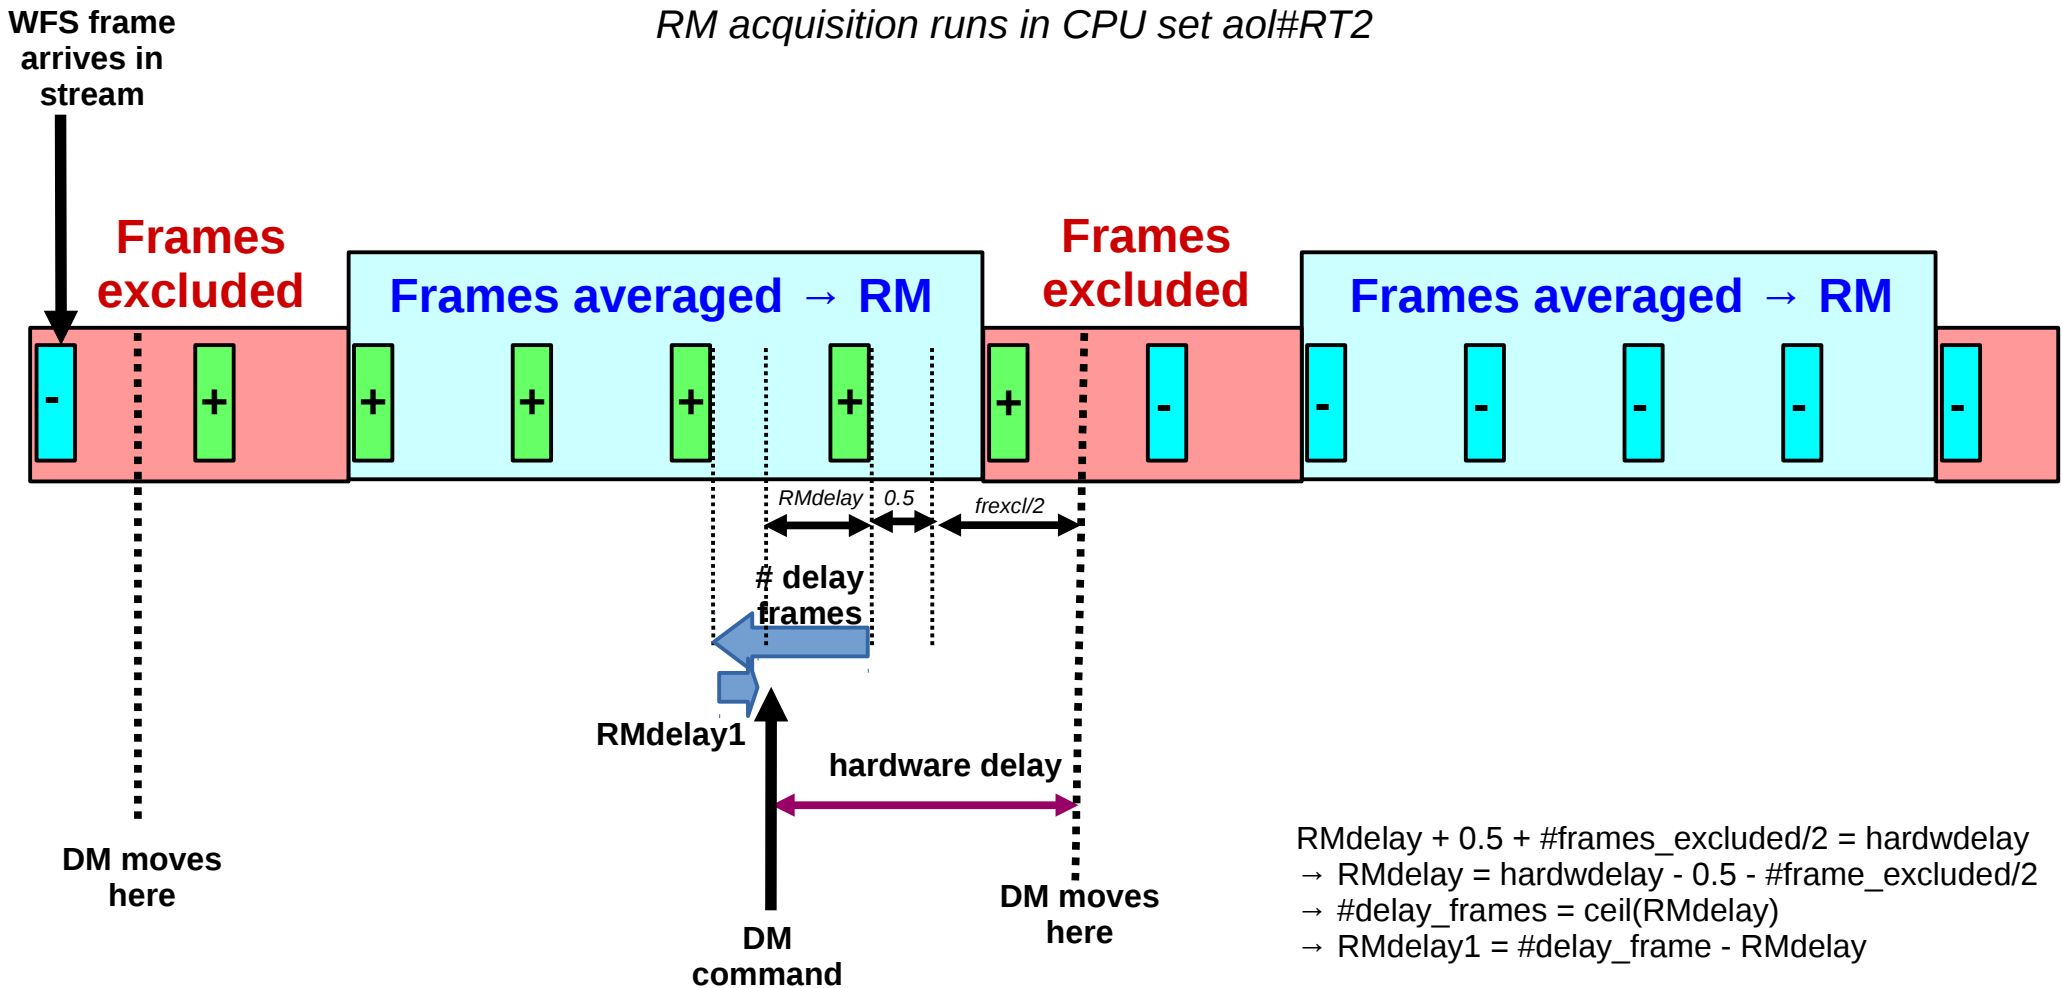 WFS frame
arrives in
stream
RM acquisition runs in CPU set aol#RT2
Frames
excluded
Frames averaged → RM
Frames
excluded
Frames averaged → RM
- + + + + + + - - - - - -
RMdelay 0.5 frexcl/2
# delay
frames
RMdelay1
hardware delay
DM moves
here
DM
command
DM moves
here
RMdelay + 0.5 + #frames_excluded/2 = hardwdelay
→ RMdelay = hardwdelay - 0.5 - #frame_excluded/2
→ #delay_frames = ceil(RMdelay)
→ RMdelay1 = #delay_frame - RMdelay